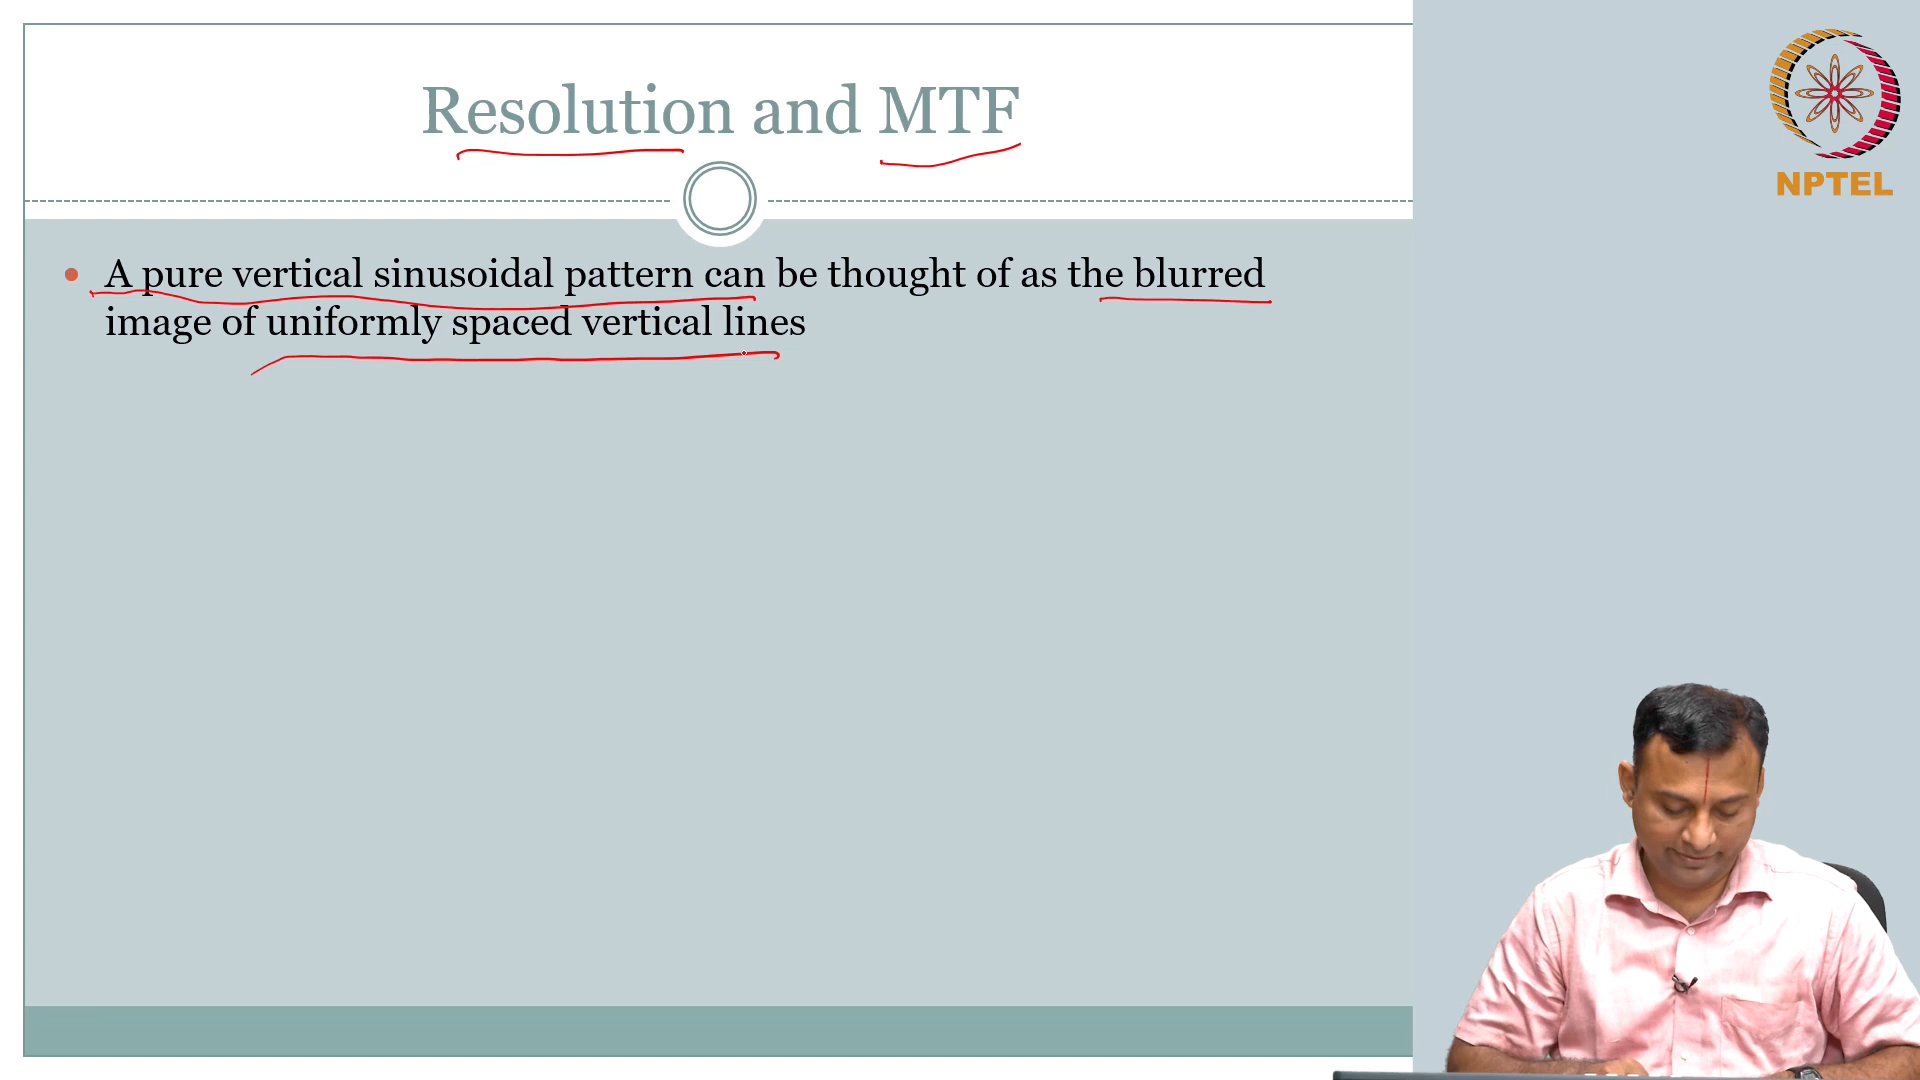 Resolution and MTF
NPTEL
A pure vertical sinusoidal pattern can be thought of as the blurred
image of uniformly spaced vertical lines